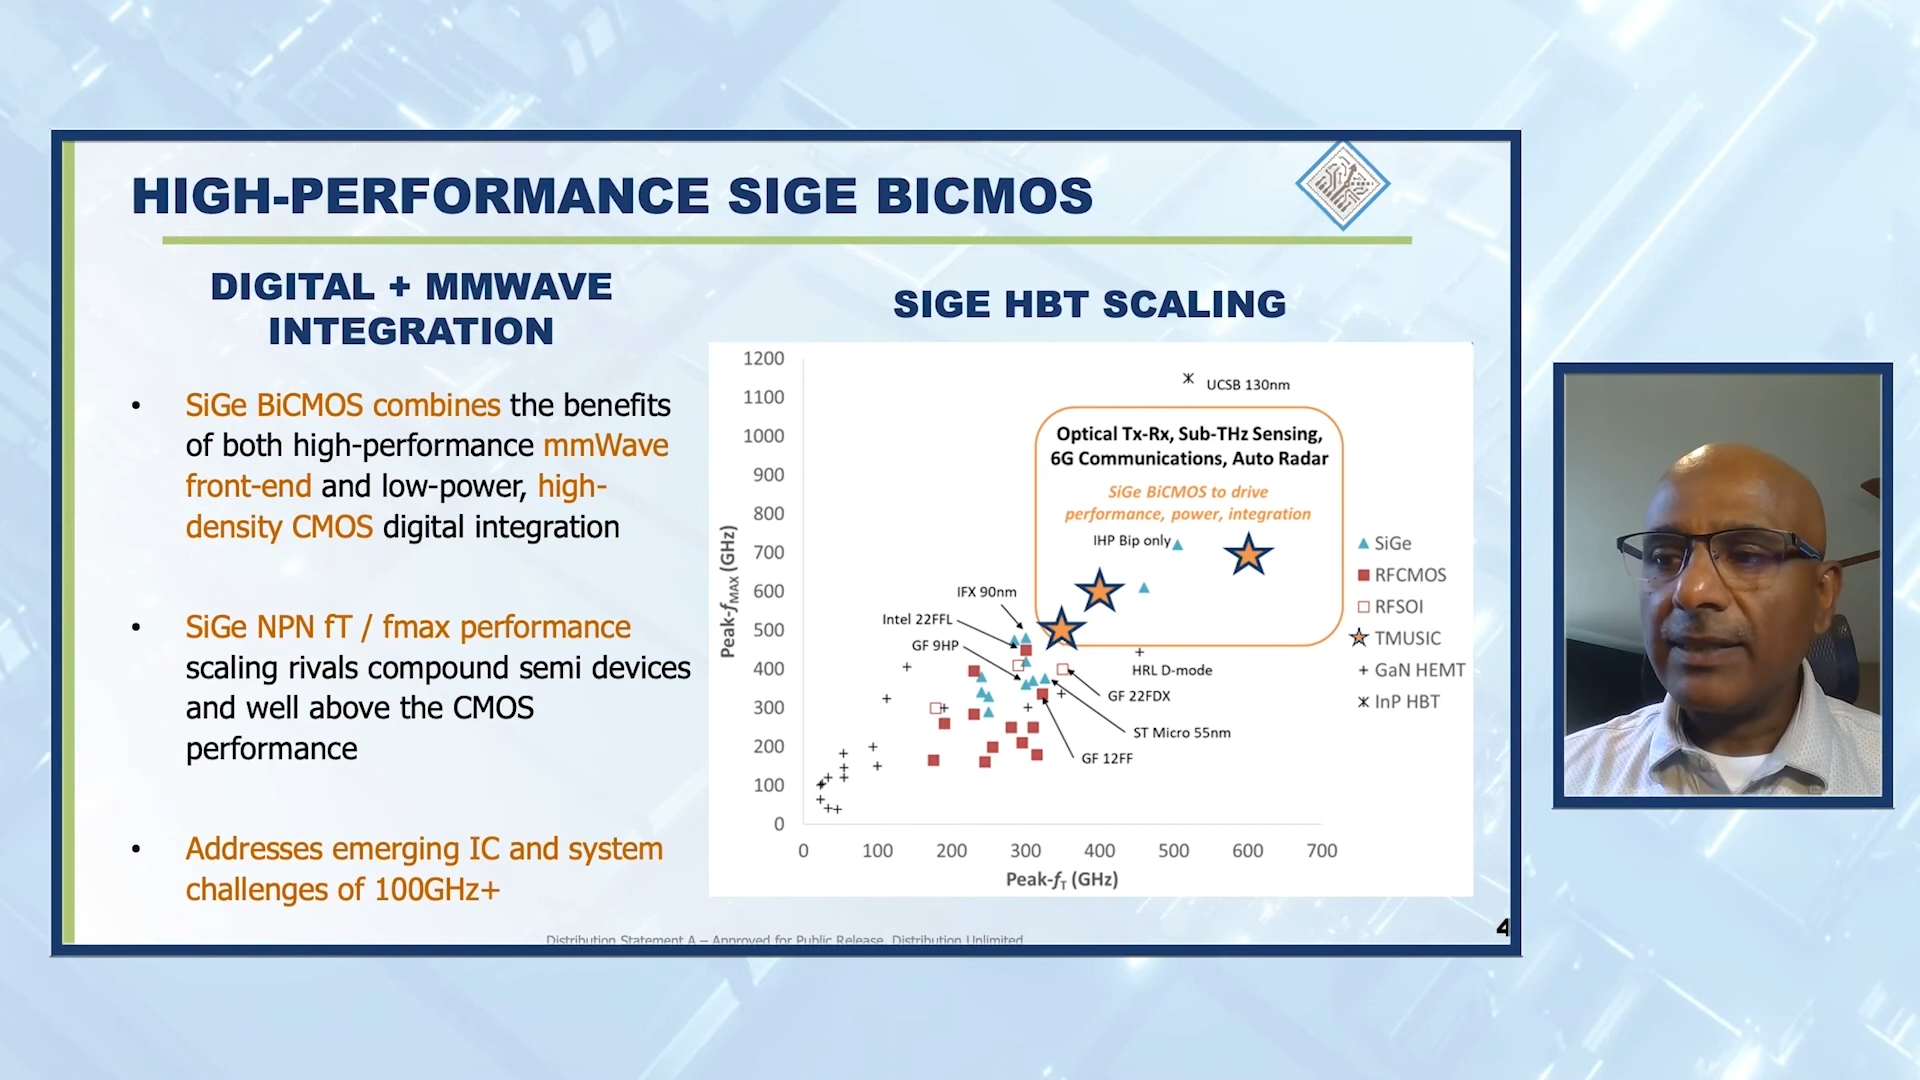 HIGH-PERFORMANCE SIGE BICMOS
DIGITAL + MMWAVE
INTEGRATION
• SiGe BiCMOS combines the benefits
of both high-performance mmWave
front-end and low-power, high-
density CMOS digital integration
• SiGe NPN fT / fmax performance
scaling rivals compound semi devices
and well above the CMOS
performance
• Addresses emerging IC and system
challenges of 100GHz+
SIGE HBT SCALING
1200
1100
1000
900
800
700
600
500
400
300
200
100
0
Peak-fMAX (GHz)
0 100 200 300 400 500 600 700
Peak-fT (GHz)
UCSB 130nm
Optical Tx-Rx, Sub-THz Sensing,
6G Communications, Auto Radar
SiGe BiCMOS to drive
performance, power, integration
IHP Bip only
IFX 90nm
Intel 22FFL
GF 9HP
HRL D-mode
GF 22FDX
ST Micro 55nm
GF 12FF
SiGe
RFCMOS
RFSOI
TMUSIC
GaN HEMT
InP HBT
Distribution Statement A – Approved for Public Release. Distribution Unlimited
4